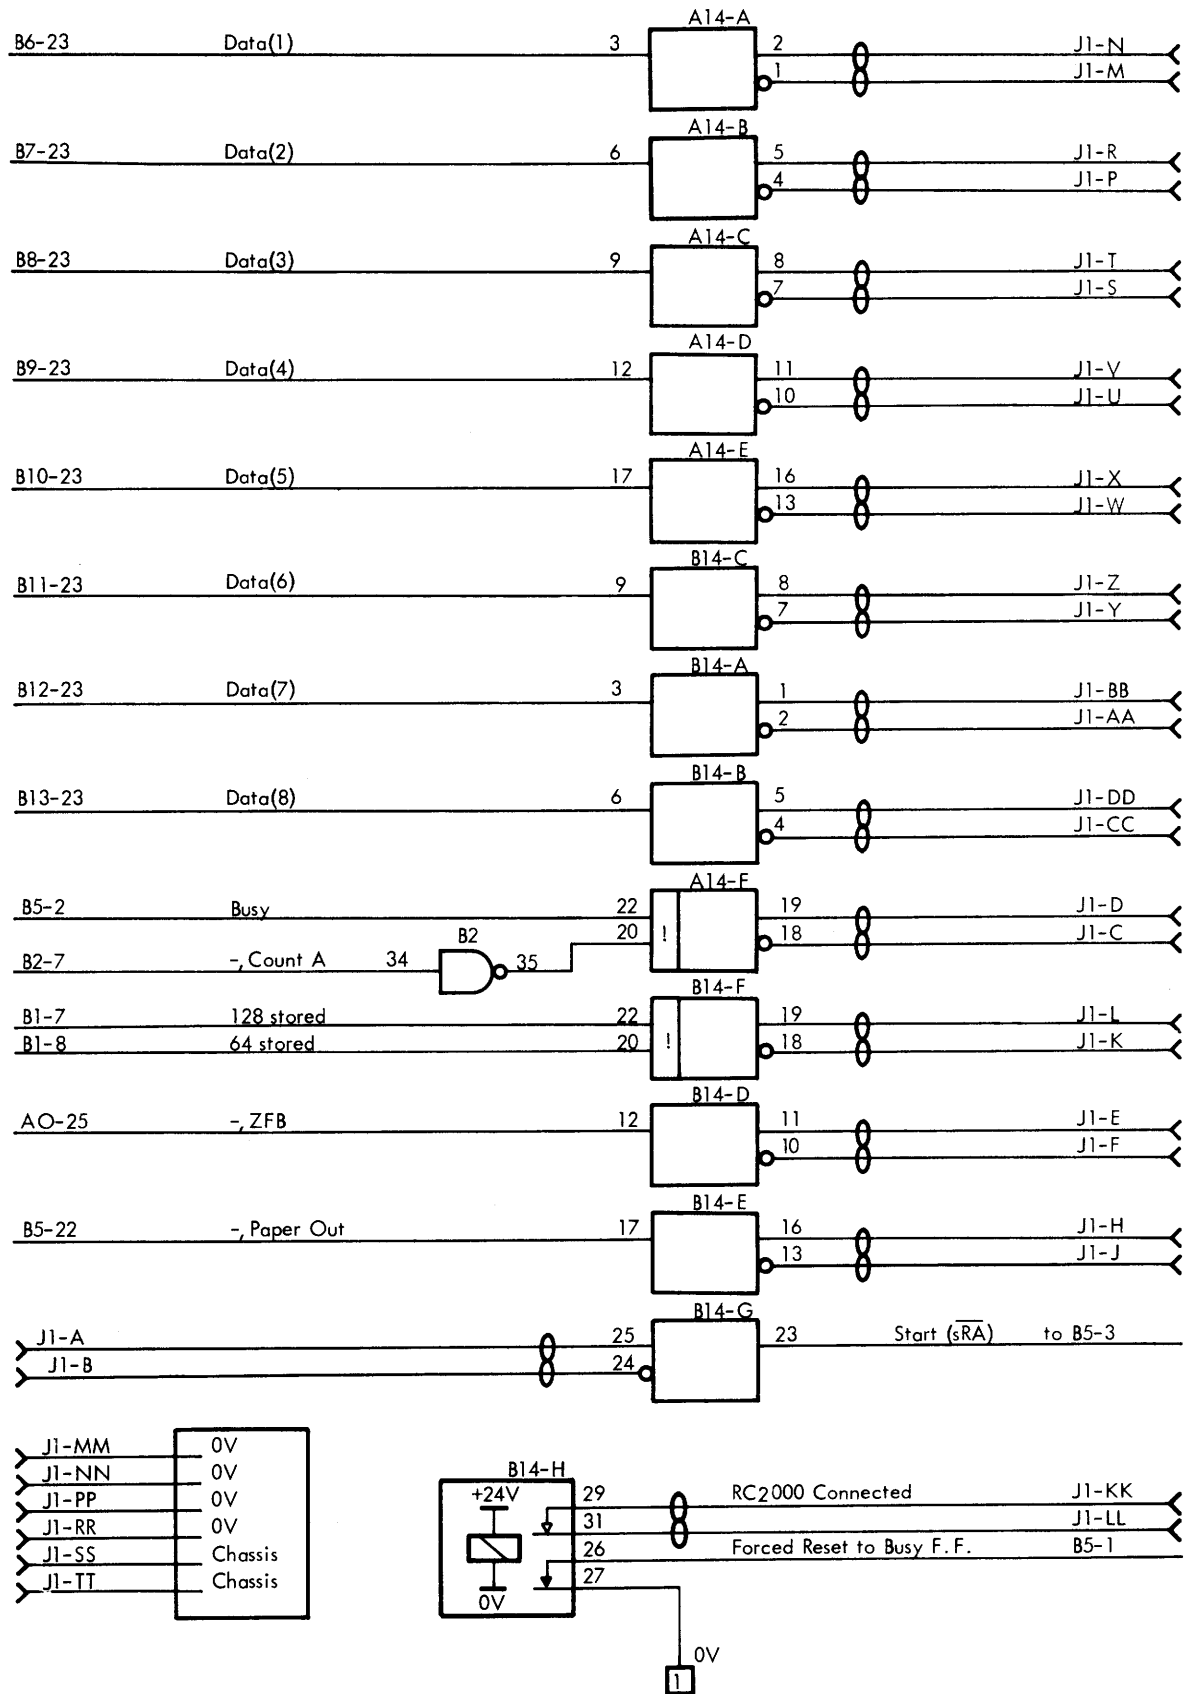 A14-A
B6-23 Data(1) 3 2 J1-N
1 J1-M
A14-B
B7-23 Data(2) 6 5 J1-R
4 J1-P
A14-C
B8-23 Data(3) 9 8 J1-T
7 J1-S
A14-D
B9-23 Data(4) 12 11 J1-V
10 J1-U
A14-E
B10-23 Data(5) 17 16 J1-X
13 J1-W
B14-C
B11-23 Data(6) 9 8 J1-Z
7 J1-Y
B14-A
B12-23 Data(7) 3 1 J1-BB
2 J1-AA
B14-B
B13-23 Data(8) 6 5 J1-DD
4 J1-CC
A14-F
B5-2 Busy 22 19 J1-D
B2 20 ! 18 J1-C
B2-7 -, Count A 34 35
B14-F
B1-7 128 stored 22 19 J1-L
B1-8 64 stored 20 ! 18 J1-K
B14-D
AO-25 -, ZFB 12 11 J1-E
10 J1-F
B14-E
B5-22 -, Paper Out 17 16 J1-H
13 J1-J
B14-G
J1-A 25 23 Start (sR̅A̅) to B5-3
J1-B 24
J1-MM 0V
J1-NN 0V
J1-PP 0V
J1-RR 0V
J1-SS Chassis
J1-TT Chassis
B14-H
+24V 29 RC2000 Connected J1-KK
31 J1-LL
26 Forced Reset to Busy F.F. B5-1
0V 27
0V
1